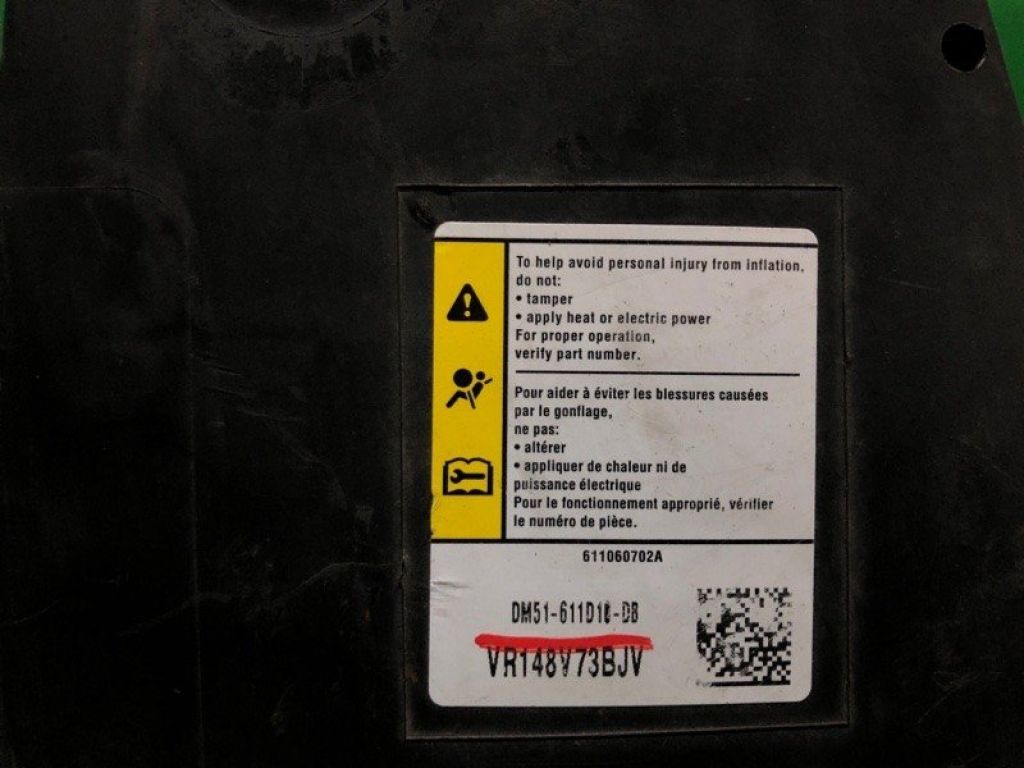 To help avoid personal injury from inflation,
do not:
• tamper
• apply heat or electric power
For proper operation,
verify part number.
Pour aider à éviter les blessures causées
par le gonflage,
ne pas:
• altérer
• appliquer de chaleur ni de
puissance électrique
Pour le fonctionnement approprié, vérifier
le numéro de pièce.
611060702A
VR148V73BJV